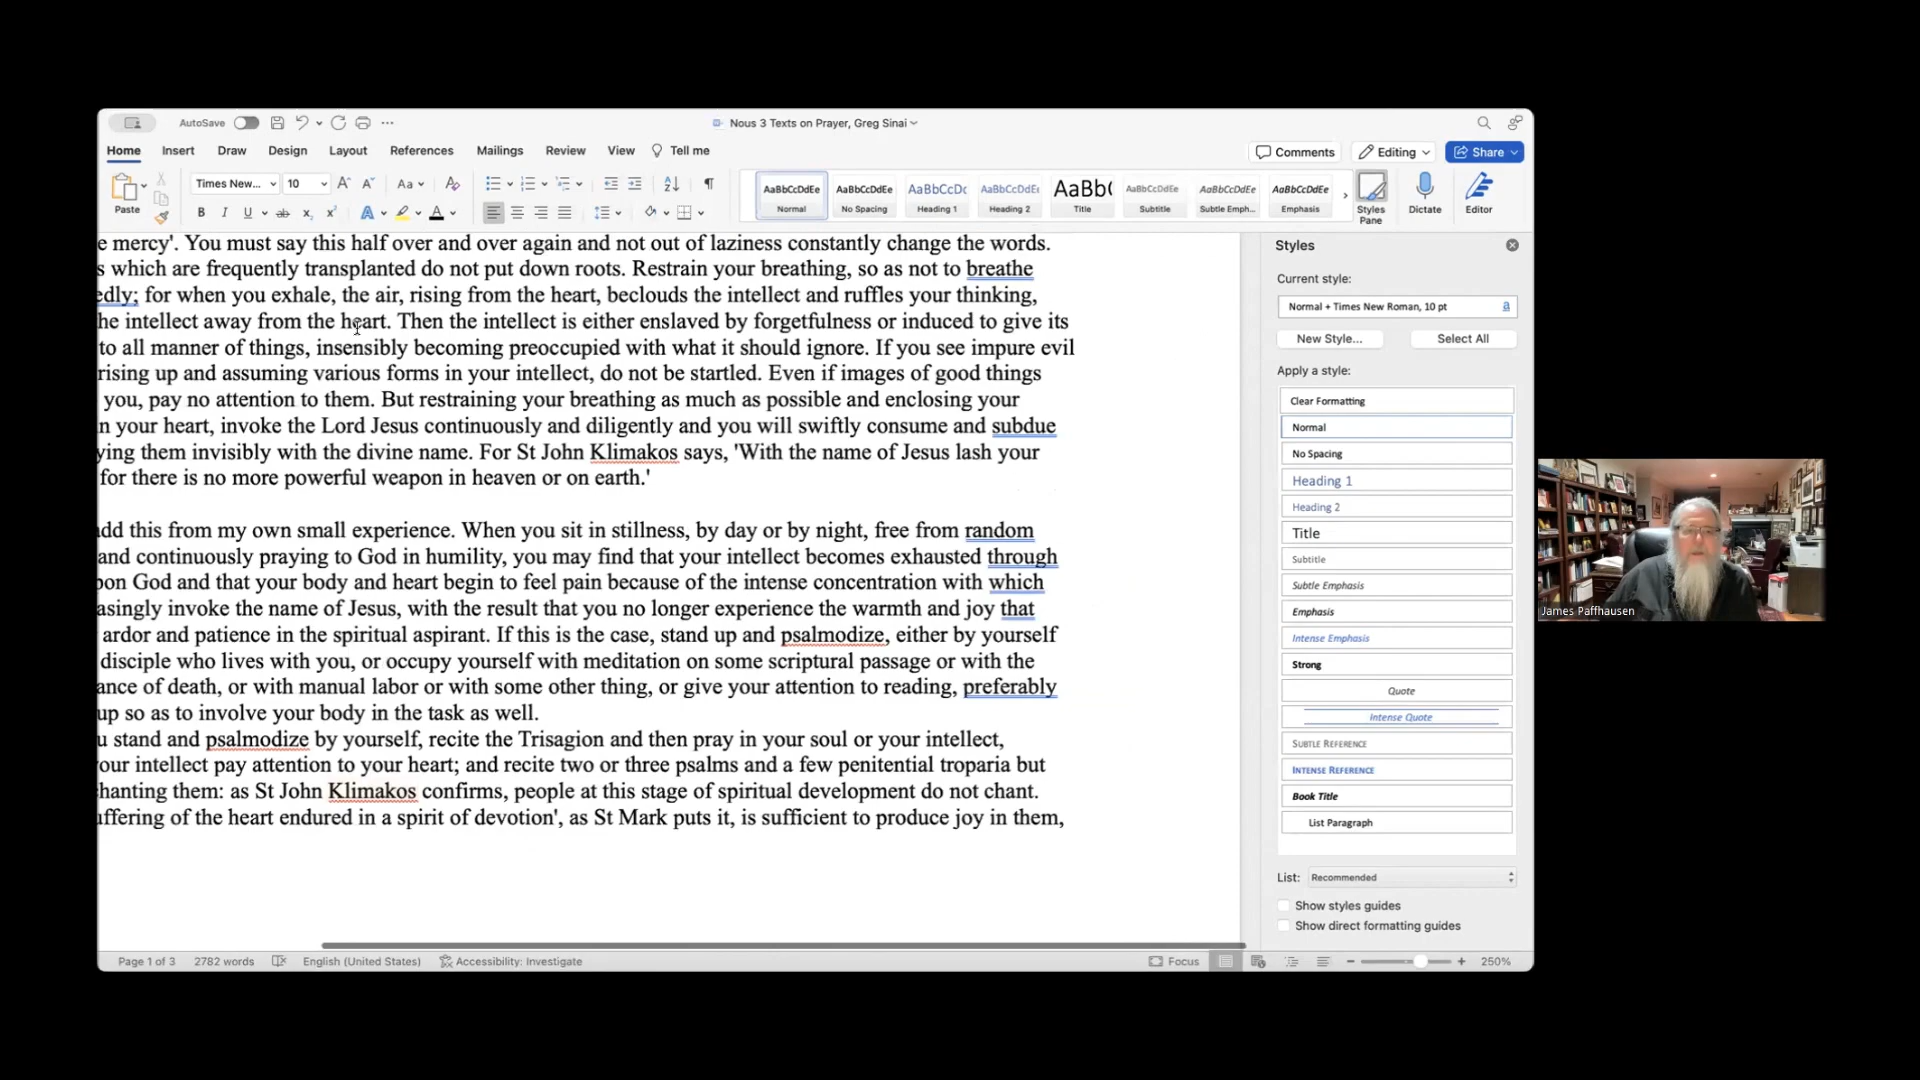 AutoSave
Nous 3 Texts on Prayer, Greg Sinai
Home Insert Draw Design Layout References Mailings Review View Tell me
Comments Editing Share
Paste
Times New... 10
Aa
B I U ab x x A A
AaBbCcDdEe AaBbCcDdEe AaBbCcDc AaBbCcDdEe AaBb( AaBbCcDdEe AaBbCcDdEe AaBbCcDdEe
Normal No Spacing Heading 1 Heading 2 Title Subtitle Subtle Emph... Emphasis
Styles Pane
Dictate
Editor
e mercy'. You must say this half over and over again and not out of laziness constantly change the words.
s which are frequently transplanted do not put down roots. Restrain your breathing, so as not to breathe
edly; for when you exhale, the air, rising from the heart, beclouds the intellect and ruffles your thinking,
he intellect away from the heart. Then the intellect is either enslaved by forgetfulness or induced to give its
to all manner of things, insensibly becoming preoccupied with what it should ignore. If you see impure evil
rising up and assuming various forms in your intellect, do not be startled. Even if images of good things
you, pay no attention to them. But restraining your breathing as much as possible and enclosing your
n your heart, invoke the Lord Jesus continuously and diligently and you will swiftly consume and subdue
ying them invisibly with the divine name. For St John Klimakos says, 'With the name of Jesus lash your
for there is no more powerful weapon in heaven or on earth.'
add this from my own small experience. When you sit in stillness, by day or by night, free from random
and continuously praying to God in humility, you may find that your intellect becomes exhausted through
pon God and that your body and heart begin to feel pain because of the intense concentration with which
asingly invoke the name of Jesus, with the result that you no longer experience the warmth and joy that
ardor and patience in the spiritual aspirant. If this is the case, stand up and psalmodize, either by yourself
disciple who lives with you, or occupy yourself with meditation on some scriptural passage or with the
ance of death, or with manual labor or with some other thing, or give your attention to reading, preferably
up so as to involve your body in the task as well.
u stand and psalmodize by yourself, recite the Trisagion and then pray in your soul or your intellect,
our intellect pay attention to your heart; and recite two or three psalms and a few penitential troparia but
hanting them: as St John Klimakos confirms, people at this stage of spiritual development do not chant.
uffering of the heart endured in a spirit of devotion', as St Mark puts it, is sufficient to produce joy in them,
Styles
Current style:
Normal + Times New Roman, 10 pt a
New Style... Select All
Apply a style:
Clear Formatting
Normal
No Spacing
Heading 1
Heading 2
Title
Subtitle
Subtle Emphasis
Emphasis
Intense Emphasis
Strong
Quote
Intense Quote
Subtle Reference
Intense Reference
Book Title
List Paragraph
List: Recommended
Show styles guides
Show direct formatting guides
Page 1 of 3 2782 words English (United States) Accessibility: Investigate Focus 250%
James Paffhausen